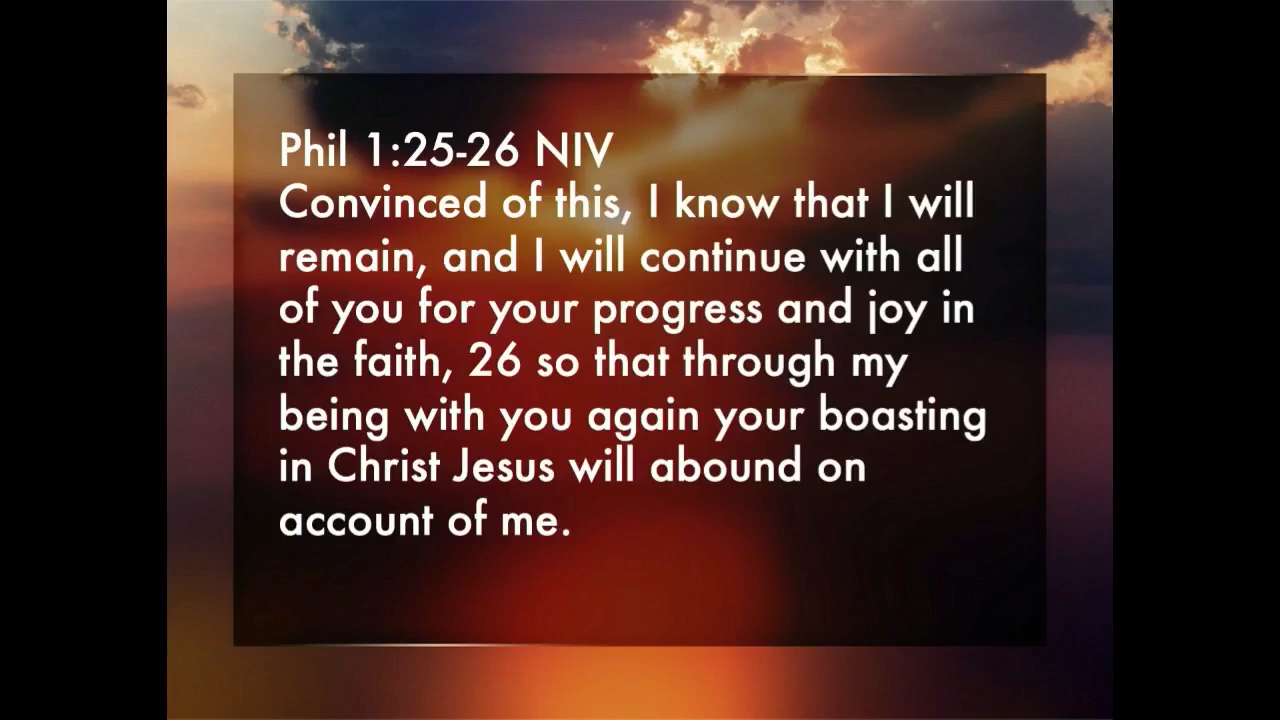 Phil 1:25-26 NIV
Convinced of this, I know that I will
remain, and I will continue with all
of you for your progress and joy in
the faith, 26 so that through my
being with you again your boasting
in Christ Jesus will abound on
account of me.